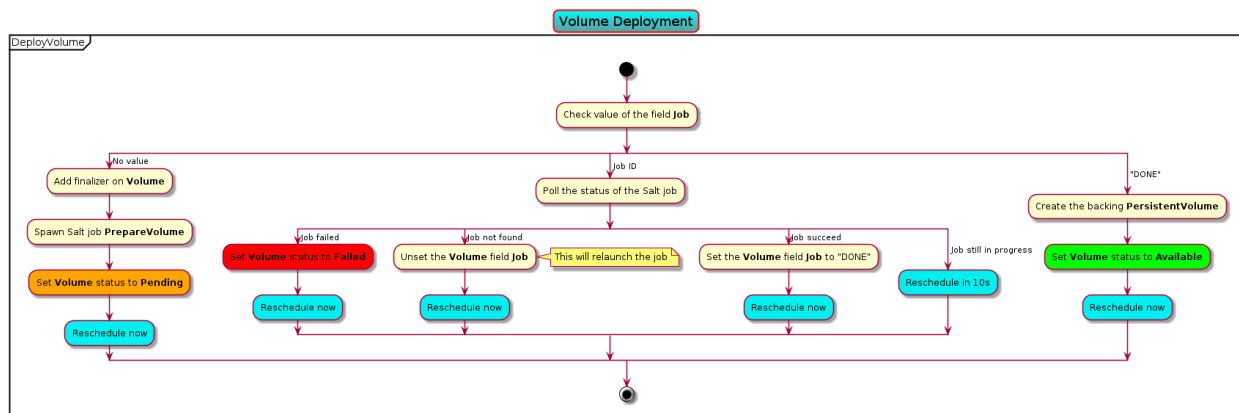 Volume Deployment
DeployVolume
Check value of the field Job
No value
Add finalizer on Volume
Spawn Salt job PrepareVolume
Set Volume status to Pending
Reschedule now
Job ID
Poll the status of the Salt job
Job failed
Set Volume status to Failed
Reschedule now
Job not found
Unset the Volume field Job
This will relaunch the job
Reschedule now
Job succeed
Set the Volume field Job to "DONE"
Reschedule now
Job still in progress
Reschedule in 10s
"DONE"
Create the backing PersistentVolume
Set Volume status to Available
Reschedule now